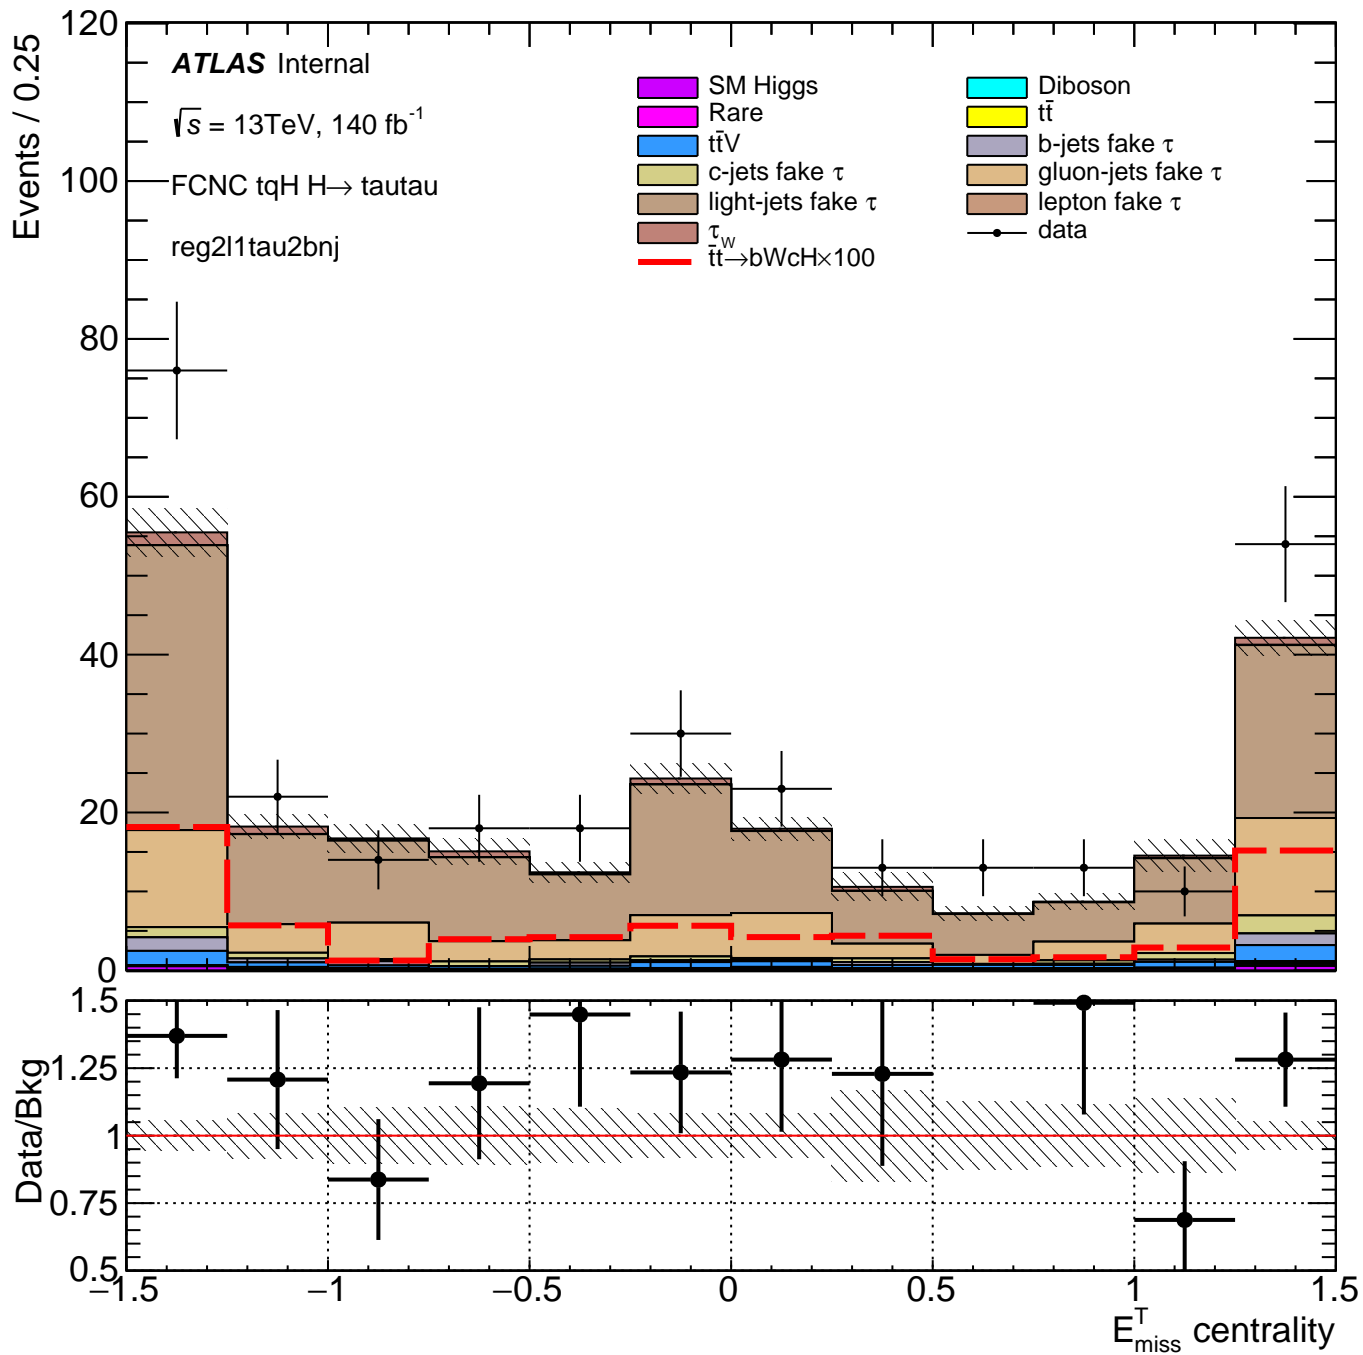 Events / 0.25
120
100
80
60
40
20
0
ATLAS Internal
√s = 13TeV, 140 fb⁻¹
FCNC tqH H→ tautau
reg2l1tau2bnj
SM Higgs
Rare
tt̄V
c-jets fake τ
light-jets fake τ
τ_W
t̄t→bWcH×100
Diboson
tt̄
b-jets fake τ
gluon-jets fake τ
lepton fake τ
data
Data/Bkg
1.5
1.25
1
0.75
0.5
−1.5 −1 −0.5 0 0.5 1 1.5
E^T_miss centrality